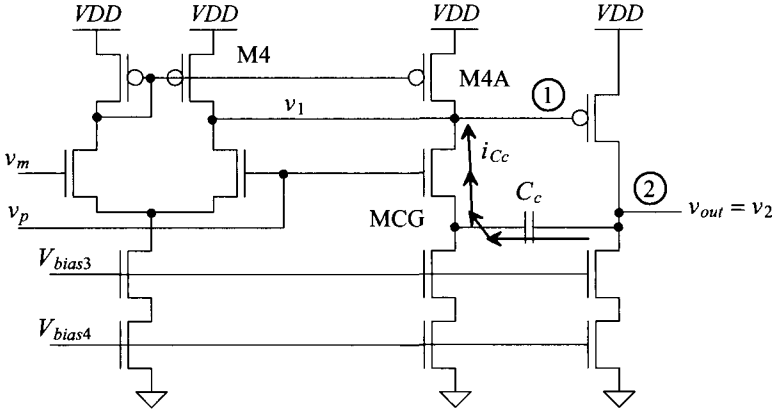 VDD VDD VDD VDD
M4
M4A
v1 1
iCc
vm
Cc 2
vout = v2
vp MCG
Vbias3
Vbias4